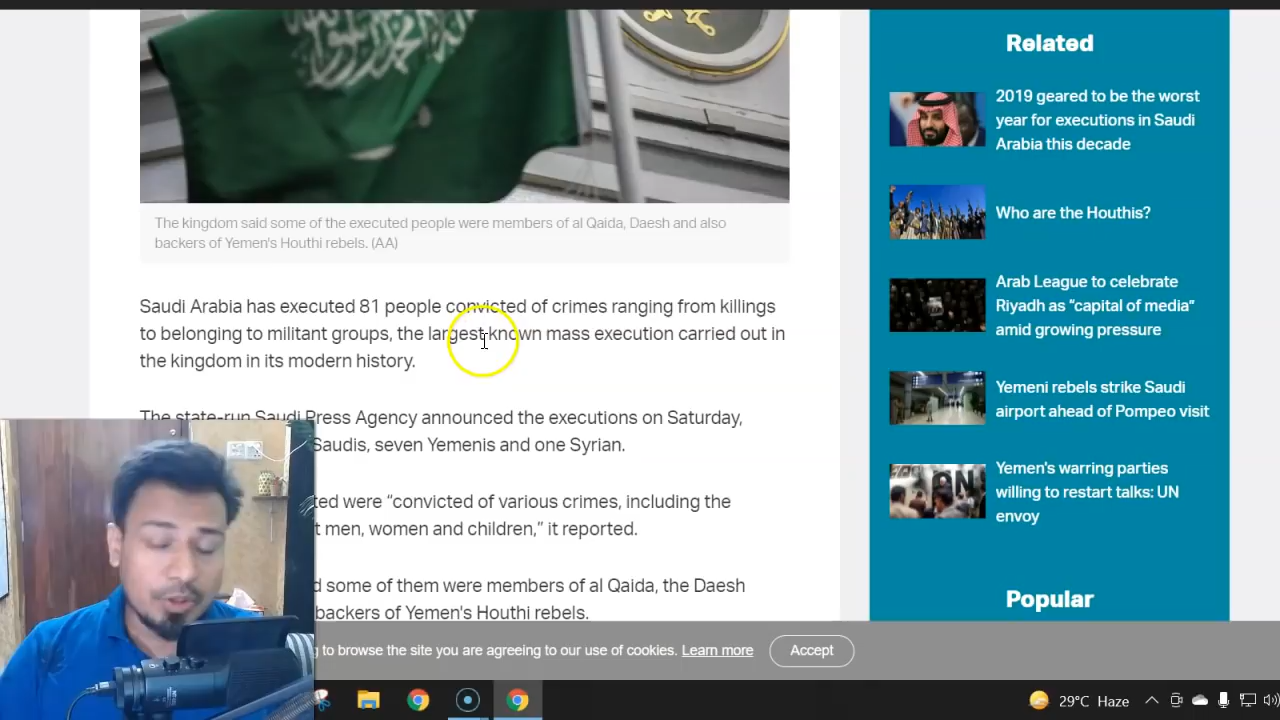 The kingdom said some of the executed people were members of al Qaida, Daesh and also
backers of Yemen's Houthi rebels. (AA)
Saudi Arabia has executed 81 people convicted of crimes ranging from killings
to belonging to militant groups, the largest known mass execution carried out in
the kingdom in its modern history.
The state-run Saudi Press Agency announced the executions on Saturday,
Saudis, seven Yemenis and one Syrian.
were “convicted of various crimes, including the
men, women and children,” it reported.
some of them were members of al Qaida, the Daesh
backers of Yemen's Houthi rebels.
to browse the site you are agreeing to our use of cookies. Learn more
Accept
Related
2019 geared to be the worst
year for executions in Saudi
Arabia this decade
Who are the Houthis?
Arab League to celebrate
Riyadh as “capital of media”
amid growing pressure
Yemeni rebels strike Saudi
airport ahead of Pompeo visit
Yemen's warring parties
willing to restart talks: UN
envoy
Popular
29°C Haze